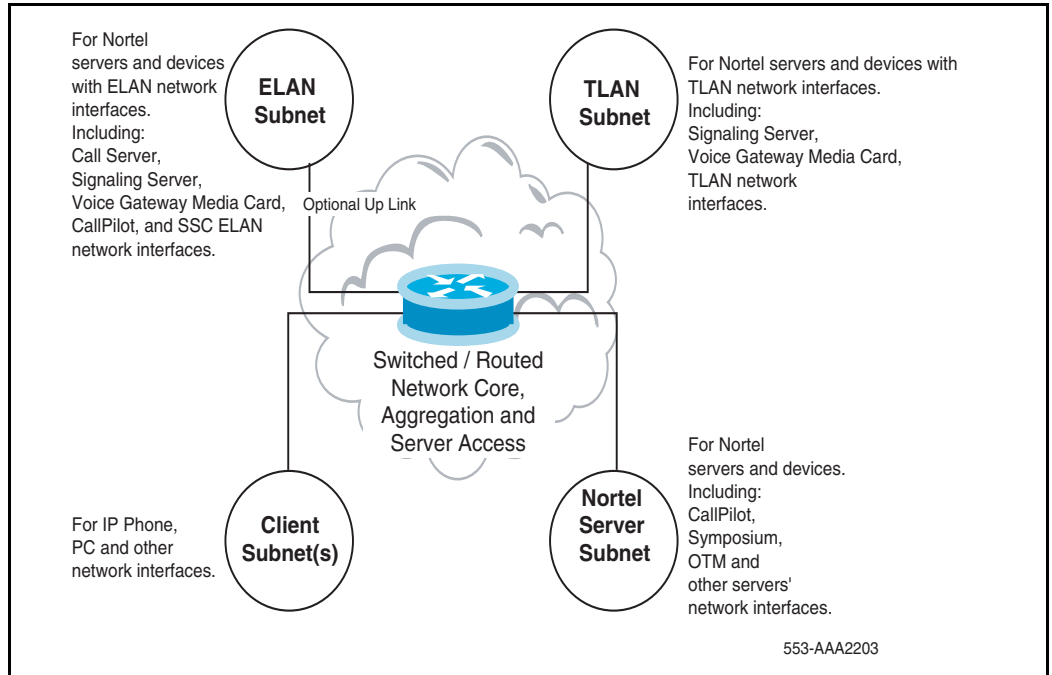 For Nortel
servers and devices
with ELAN network
interfaces.
Including:
Call Server,
Signaling Server,
Voice Gateway Media Card,
CallPilot, and SSC ELAN
network interfaces.
ELAN
Subnet
TLAN
Subnet
For Nortel servers and devices with
TLAN network interfaces.
Including:
Signaling Server,
Voice Gateway Media Card,
TLAN network
interfaces.
Optional Up Link
Switched / Routed
Network Core,
Aggregation and
Server Access
For IP Phone,
PC and other
network interfaces.
Client
Subnet(s)
Nortel
Server
Subnet
For Nortel
servers and devices.
Including:
CallPilot,
Symposium,
OTM and
other servers'
network interfaces.
553-AAA2203